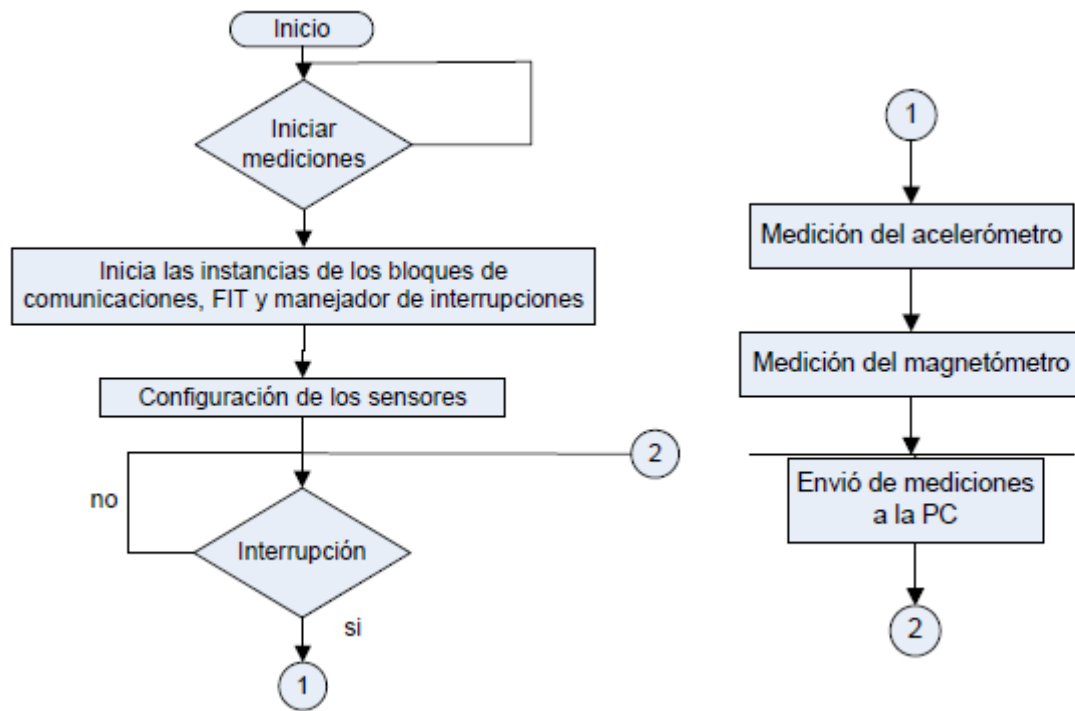 Inicio
Iniciar
mediciones
Inicia las instancias de los bloques de
comunicaciones, FIT y manejador de interrupciones
Configuración de los sensores
2
no
Interrupción
si
1
1
Medición del acelerómetro
Medición del magnetómetro
Envió de mediciones
a la PC
2